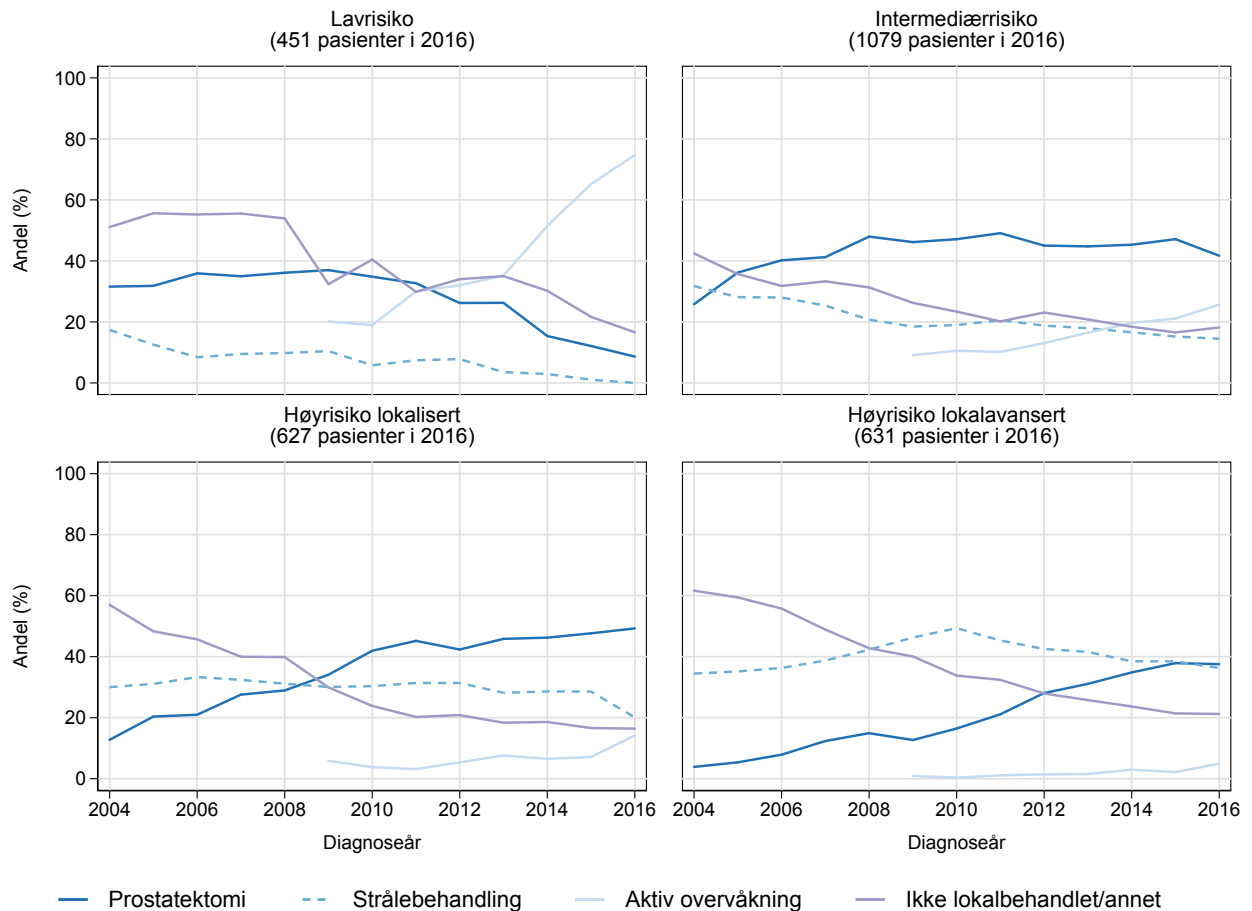 Lavrisiko
(451 pasienter i 2016)
Intermediærrisiko
(1079 pasienter i 2016)
100
80
60
40
20
0
Andel (%)
Høyrisiko lokalisert
(627 pasienter i 2016)
Høyrisiko lokalavansert
(631 pasienter i 2016)
100
80
60
40
20
0
Andel (%)
2004 2006 2008 2010 2012 2014 2016
2004 2006 2008 2010 2012 2014 2016
Diagnoseår
Diagnoseår
Prostatektomi Strålebehandling Aktiv overvåkning Ikke lokalbehandlet/annet